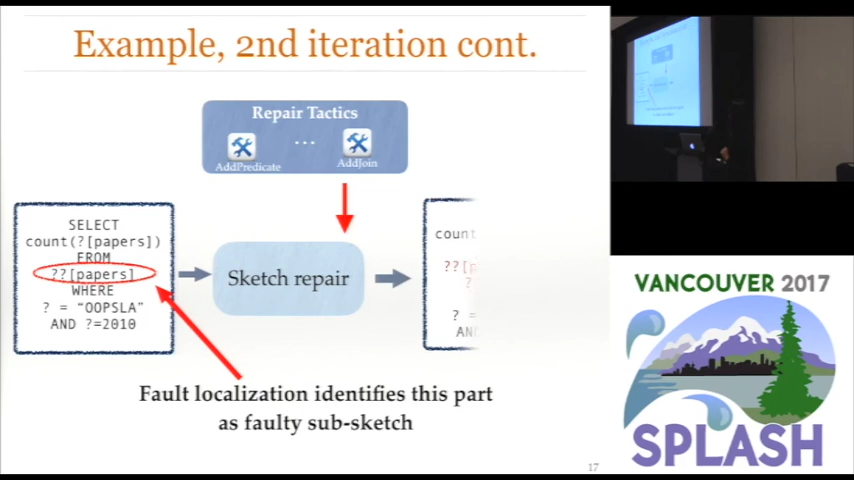 Example, 2nd iteration cont.
Repair Tactics
...
AddPredicate
AddJoin
SELECT
count(?[papers])
FROM
??[papers]
WHERE
? = “OOPSLA”
AND ?=2010
Sketch repair
count
??[p
?
? =
AN
Fault localization identifies this part
as faulty sub-sketch
17
VANCOUVER 2017
SPLASH